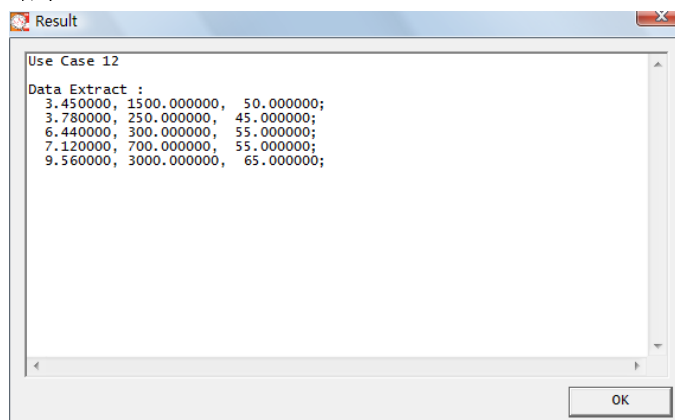 Result
Use Case 12
Data Extract :
3.450000, 1500.000000, 50.000000;
3.780000, 250.000000, 45.000000;
6.440000, 300.000000, 55.000000;
7.120000, 700.000000, 55.000000;
9.560000, 3000.000000, 65.000000;
OK